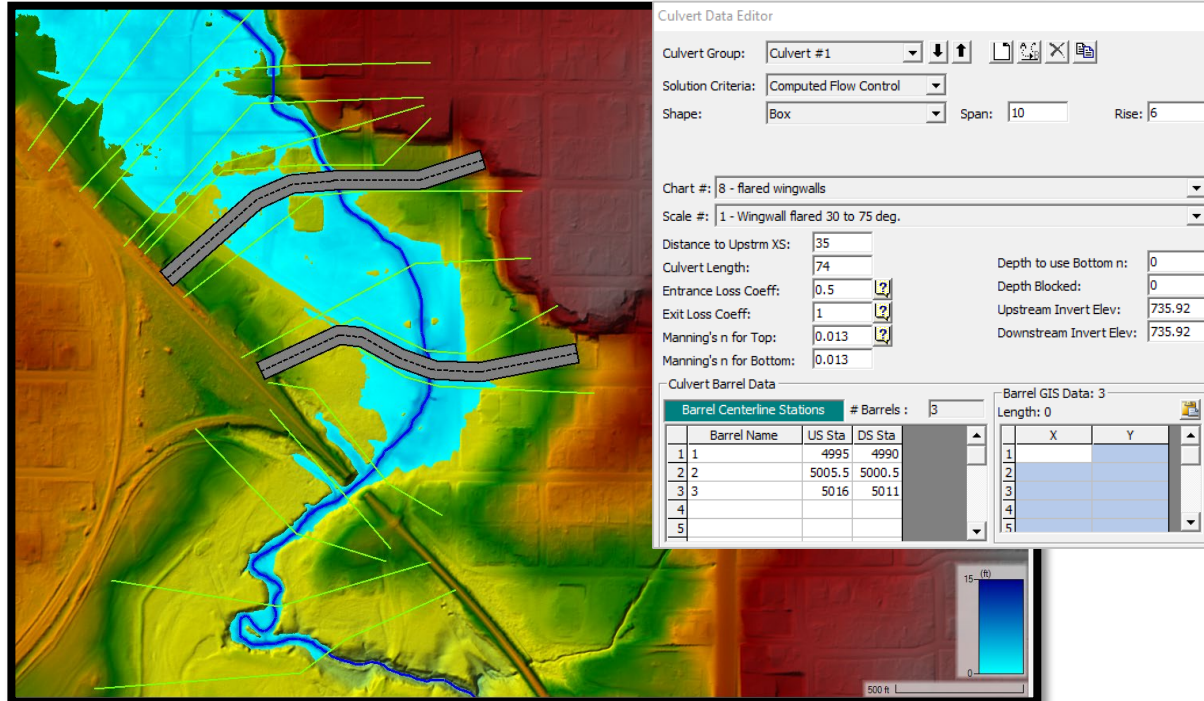 Culvert Data Editor
Culvert Group: Culvert #1
Solution Criteria: Computed Flow Control
Shape: Box Span: 10 Rise: 6
Chart #: 8 - flared wingwalls
Scale #: 1 - Wingwall flared 30 to 75 deg.
Distance to Upstrm XS: 35
Culvert Length: 74 Depth to use Bottom n: 0
Entrance Loss Coeff: 0.5 ? Depth Blocked: 0
Exit Loss Coeff: 1 ? Upstream Invert Elev: 735.92
Manning's n for Top: 0.013 ? Downstream Invert Elev: 735.92
Manning's n for Bottom: 0.013
Culvert Barrel Data
Barrel Centerline Stations # Barrels : 3
Barrel GIS Data: 3
Length: 0
Barrel Name US Sta DS Sta
1 1 4995 4990
2 2 5005.5 5000.5
3 3 5016 5011
4
5
X Y
1
2
3
4
5
(ft)
15
0
500 ft